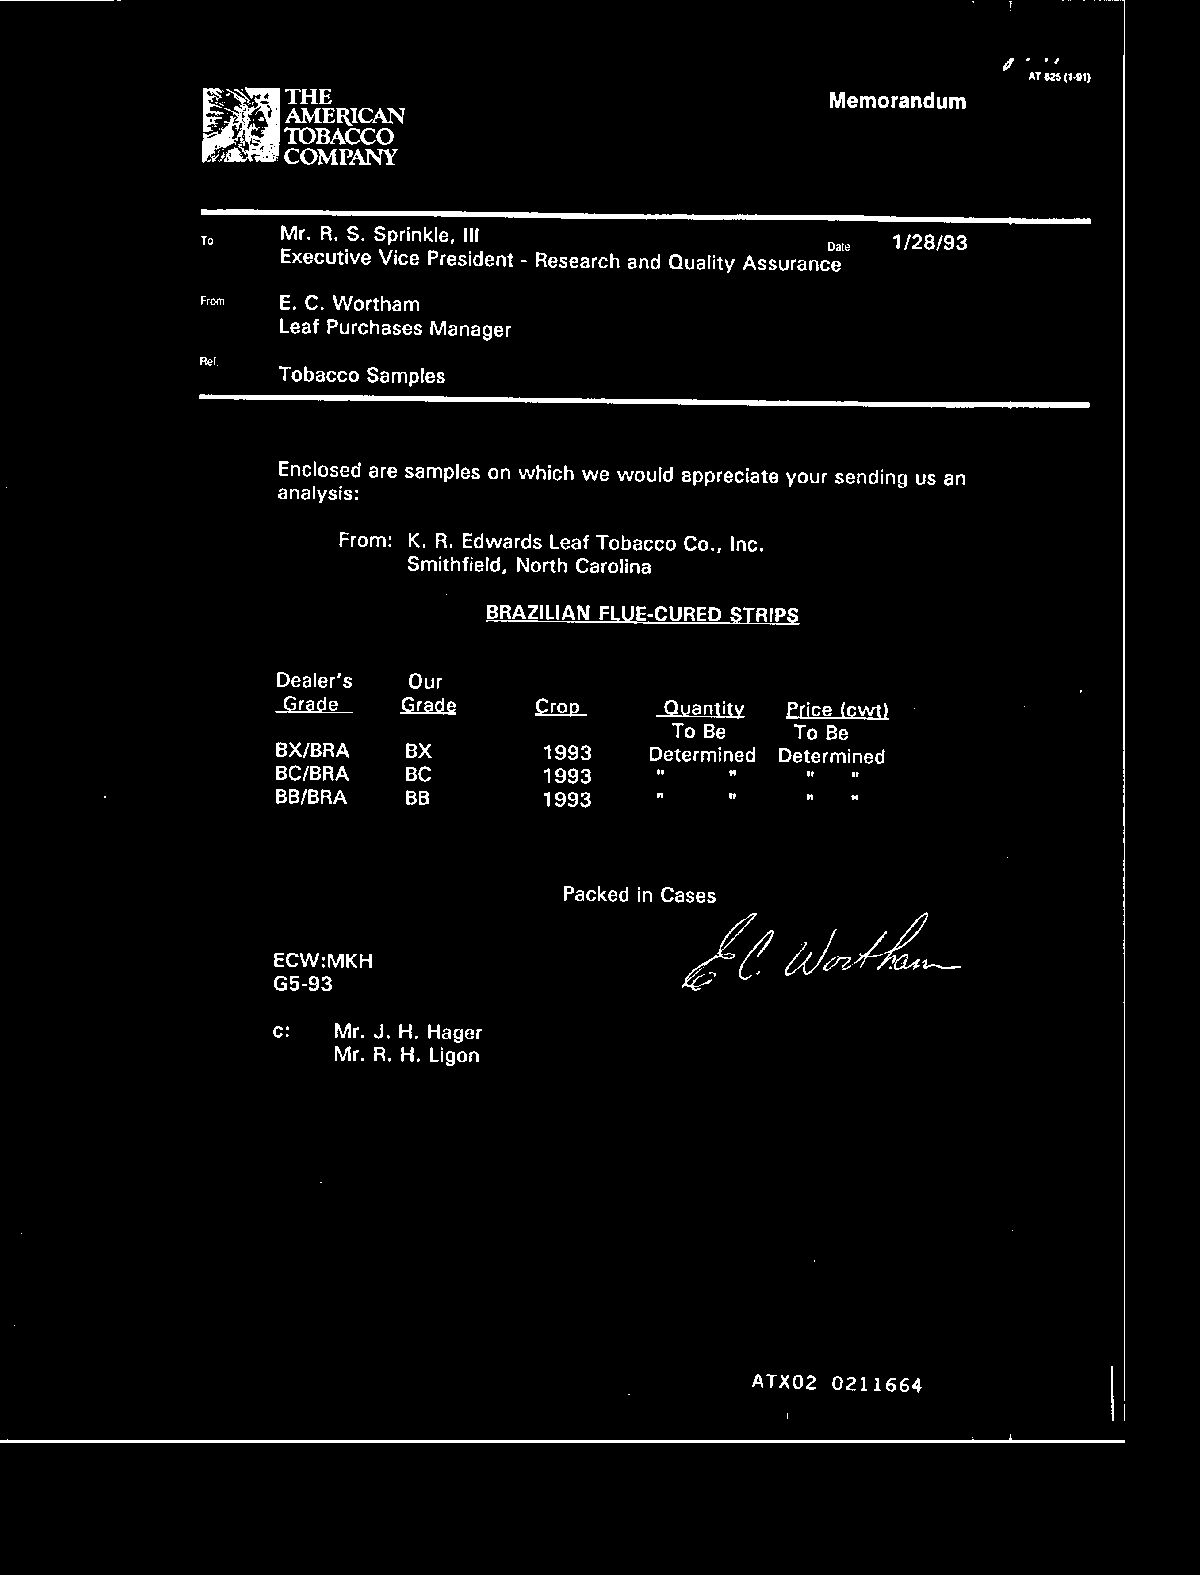 AT 825 (1-91)
THE
AMERICAN
TOBACCO
COMPANY
Memorandum
To Mr. R. S. Sprinkle, III Date 1/28/93
Executive Vice President - Research and Quality Assurance
From E. C. Wortham
Leaf Purchases Manager
Ref.
Tobacco Samples
Enclosed are samples on which we would appreciate your sending us an
analysis:
From: K. R. Edwards Leaf Tobacco Co., Inc.
Smithfield, North Carolina
BRAZILIAN FLUE-CURED STRIPS
Dealer's Our
Grade Grade Crop Quantity Price (cwt)
To Be To Be
BX/BRA BX 1993 Determined Determined
BC/BRA BC 1993 " " " "
BB/BRA BB 1993 " " " "
Packed in Cases
E C. Wortham
ECW:MKH
G5-93
c: Mr. J. H. Hager
Mr. R. H. Ligon
ATX02 0211664